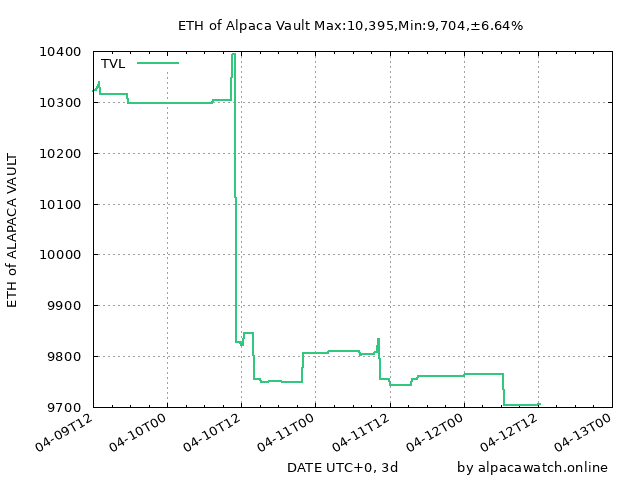 ETH of Alpaca Vault Max:10,395,Min:9,704,±6.64%
TVL
10400
10300
10200
10100
10000
9900
9800
9700
ETH of ALAPACA VAULT
04-09T12
04-10T00
04-10T12
04-11T00
04-11T12
04-12T00
04-12T12
04-13T00
DATE UTC+0, 3d
by alpacawatch.online